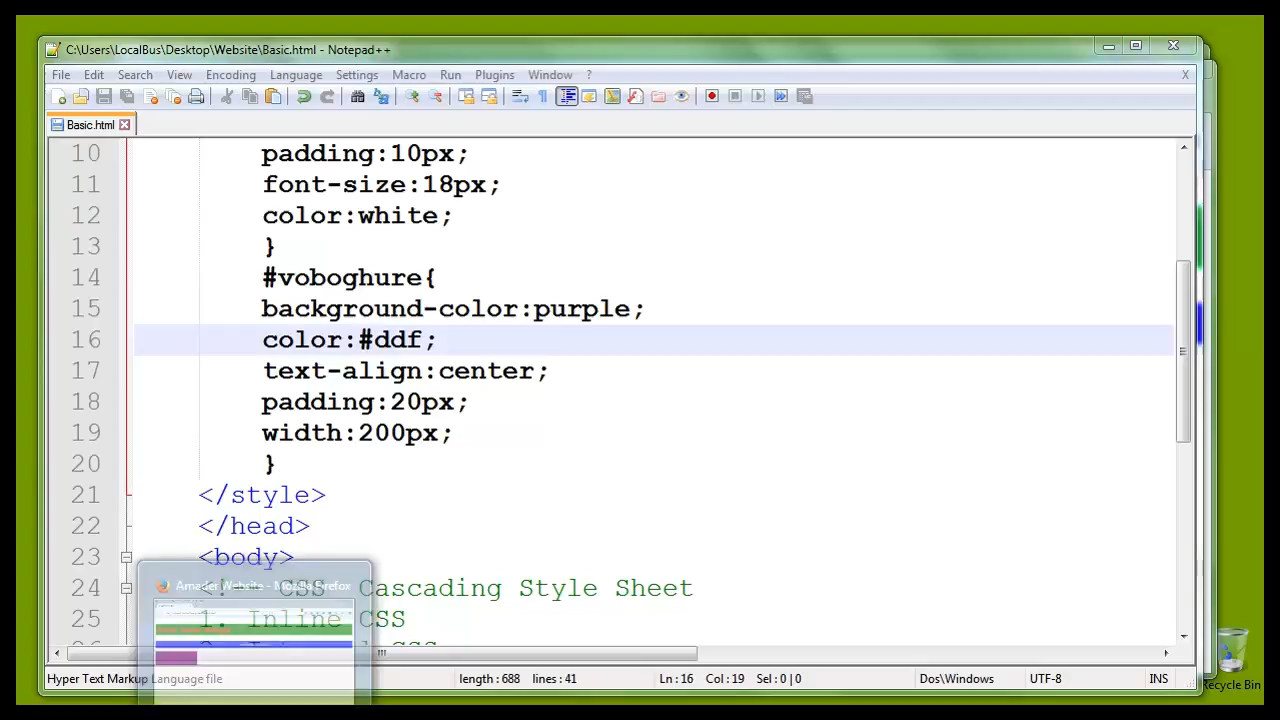 C:\Users\LocalBus\Desktop\Website\Basic.html - Notepad++
File Edit Search View Encoding Language Settings Macro Run Plugins Window ? X
Basic.html
10 padding:10px;
11 font-size:18px;
12 color:white;
13 }
14 #voboghure{
15 background-color:purple;
16 color:#ddf;
17 text-align:center;
18 padding:20px;
19 width:200px;
20 }
21 </style>
22 </head>
23 <body>
24 <!-- CSS Cascading Style Sheet
25 1. Inline CSS
Amader Website - Mozilla Firefox
Hyper Text Markup Language file length : 688 lines : 41 Ln : 16 Col : 19 Sel : 0 | 0 Dos\Windows UTF-8 INS
Recycle Bin